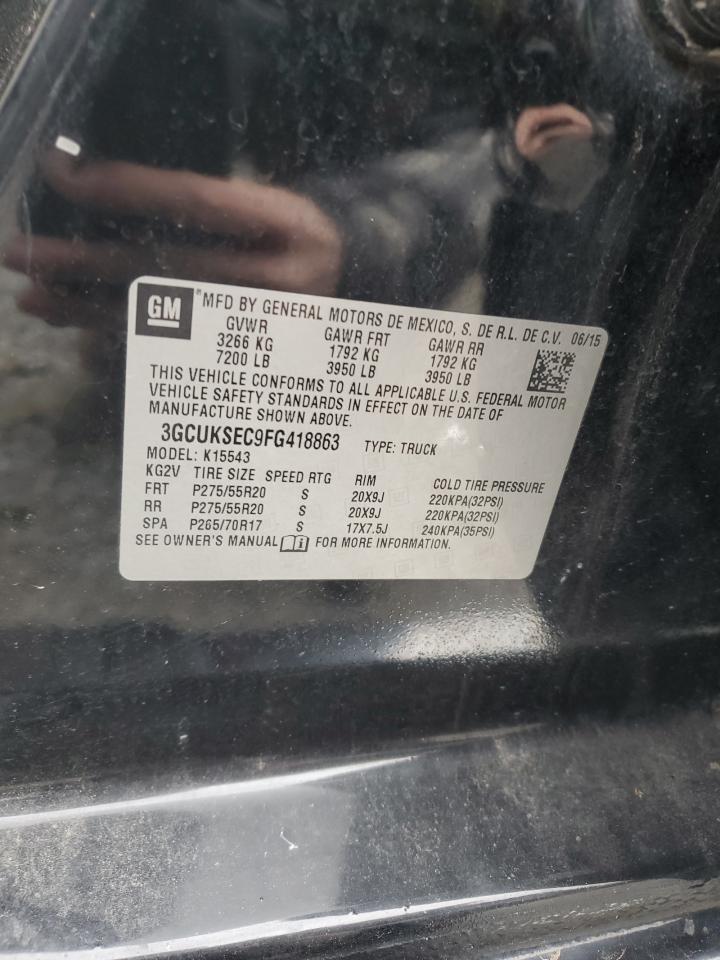 GM
MFD BY GENERAL MOTORS DE MEXICO, S. DE R.L. DE C.V. 06/15
GVWR GAWR FRT GAWR RR
3266 KG 1792 KG 1792 KG
7200 LB 3950 LB 3950 LB
THIS VEHICLE CONFORMS TO ALL APPLICABLE U.S. FEDERAL MOTOR
VEHICLE SAFETY STANDARDS IN EFFECT ON THE DATE OF
MANUFACTURE SHOWN ABOVE.
3GCUKSEC9FG418863 TYPE: TRUCK
MODEL: K15543
KG2V TIRE SIZE SPEED RTG RIM COLD TIRE PRESSURE
FRT P275/55R20 S 20X9J 220KPA(32PSI)
RR P275/55R20 S 20X9J 220KPA(32PSI)
SPA P265/70R17 S 17X7.5J 240KPA(35PSI)
SEE OWNER'S MANUAL FOR MORE INFORMATION.